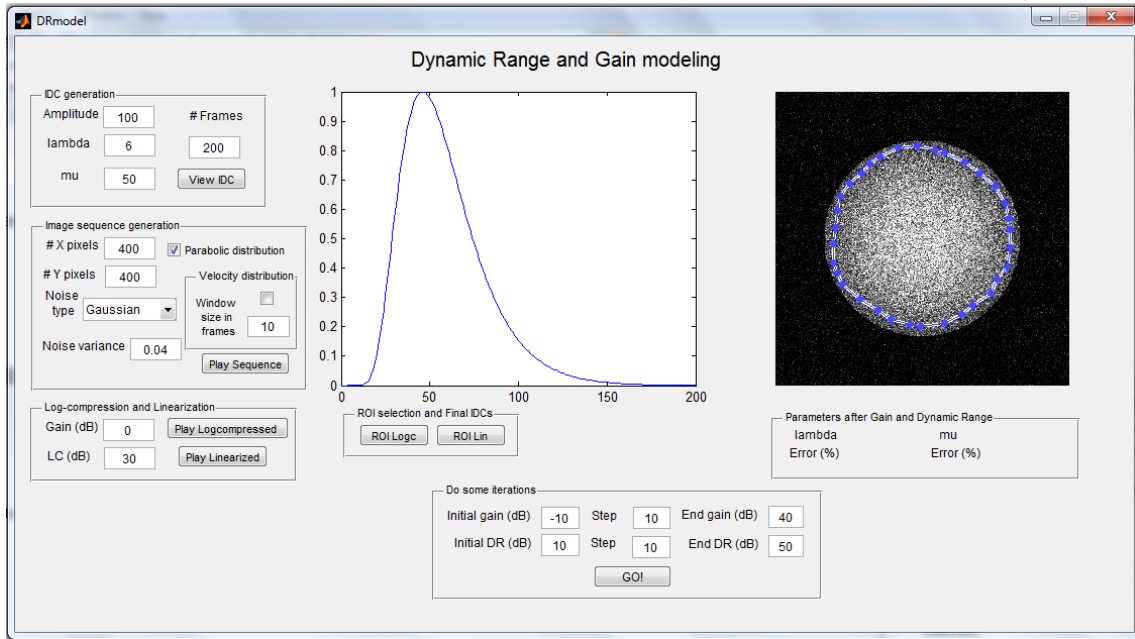 DRmodel
Dynamic Range and Gain modeling
IDC generation
Amplitude 100 # Frames
lambda 6 200
mu 50 View IDC
Image sequence generation
# X pixels 400 Parabolic distribution
# Y pixels 400 Velocity distribution
Noise type Gaussian
Window size in frames 10
Noise variance 0.04
Play Sequence
Log-compression and Linearization
Gain (dB) 0 Play Logcompressed
LC (dB) 30 Play Linearized
1
0.9
0.8
0.7
0.6
0.5
0.4
0.3
0.2
0.1
0
0 50 100 150 200
ROI selection and Final IDCs
ROI Logc ROI Lin
Parameters after Gain and Dynamic Range
lambda mu
Error (%) Error (%)
Do some iterations
Initial gain (dB) -10 Step 10 End gain (dB) 40
Initial DR (dB) 10 Step 10 End DR (dB) 50
GO!